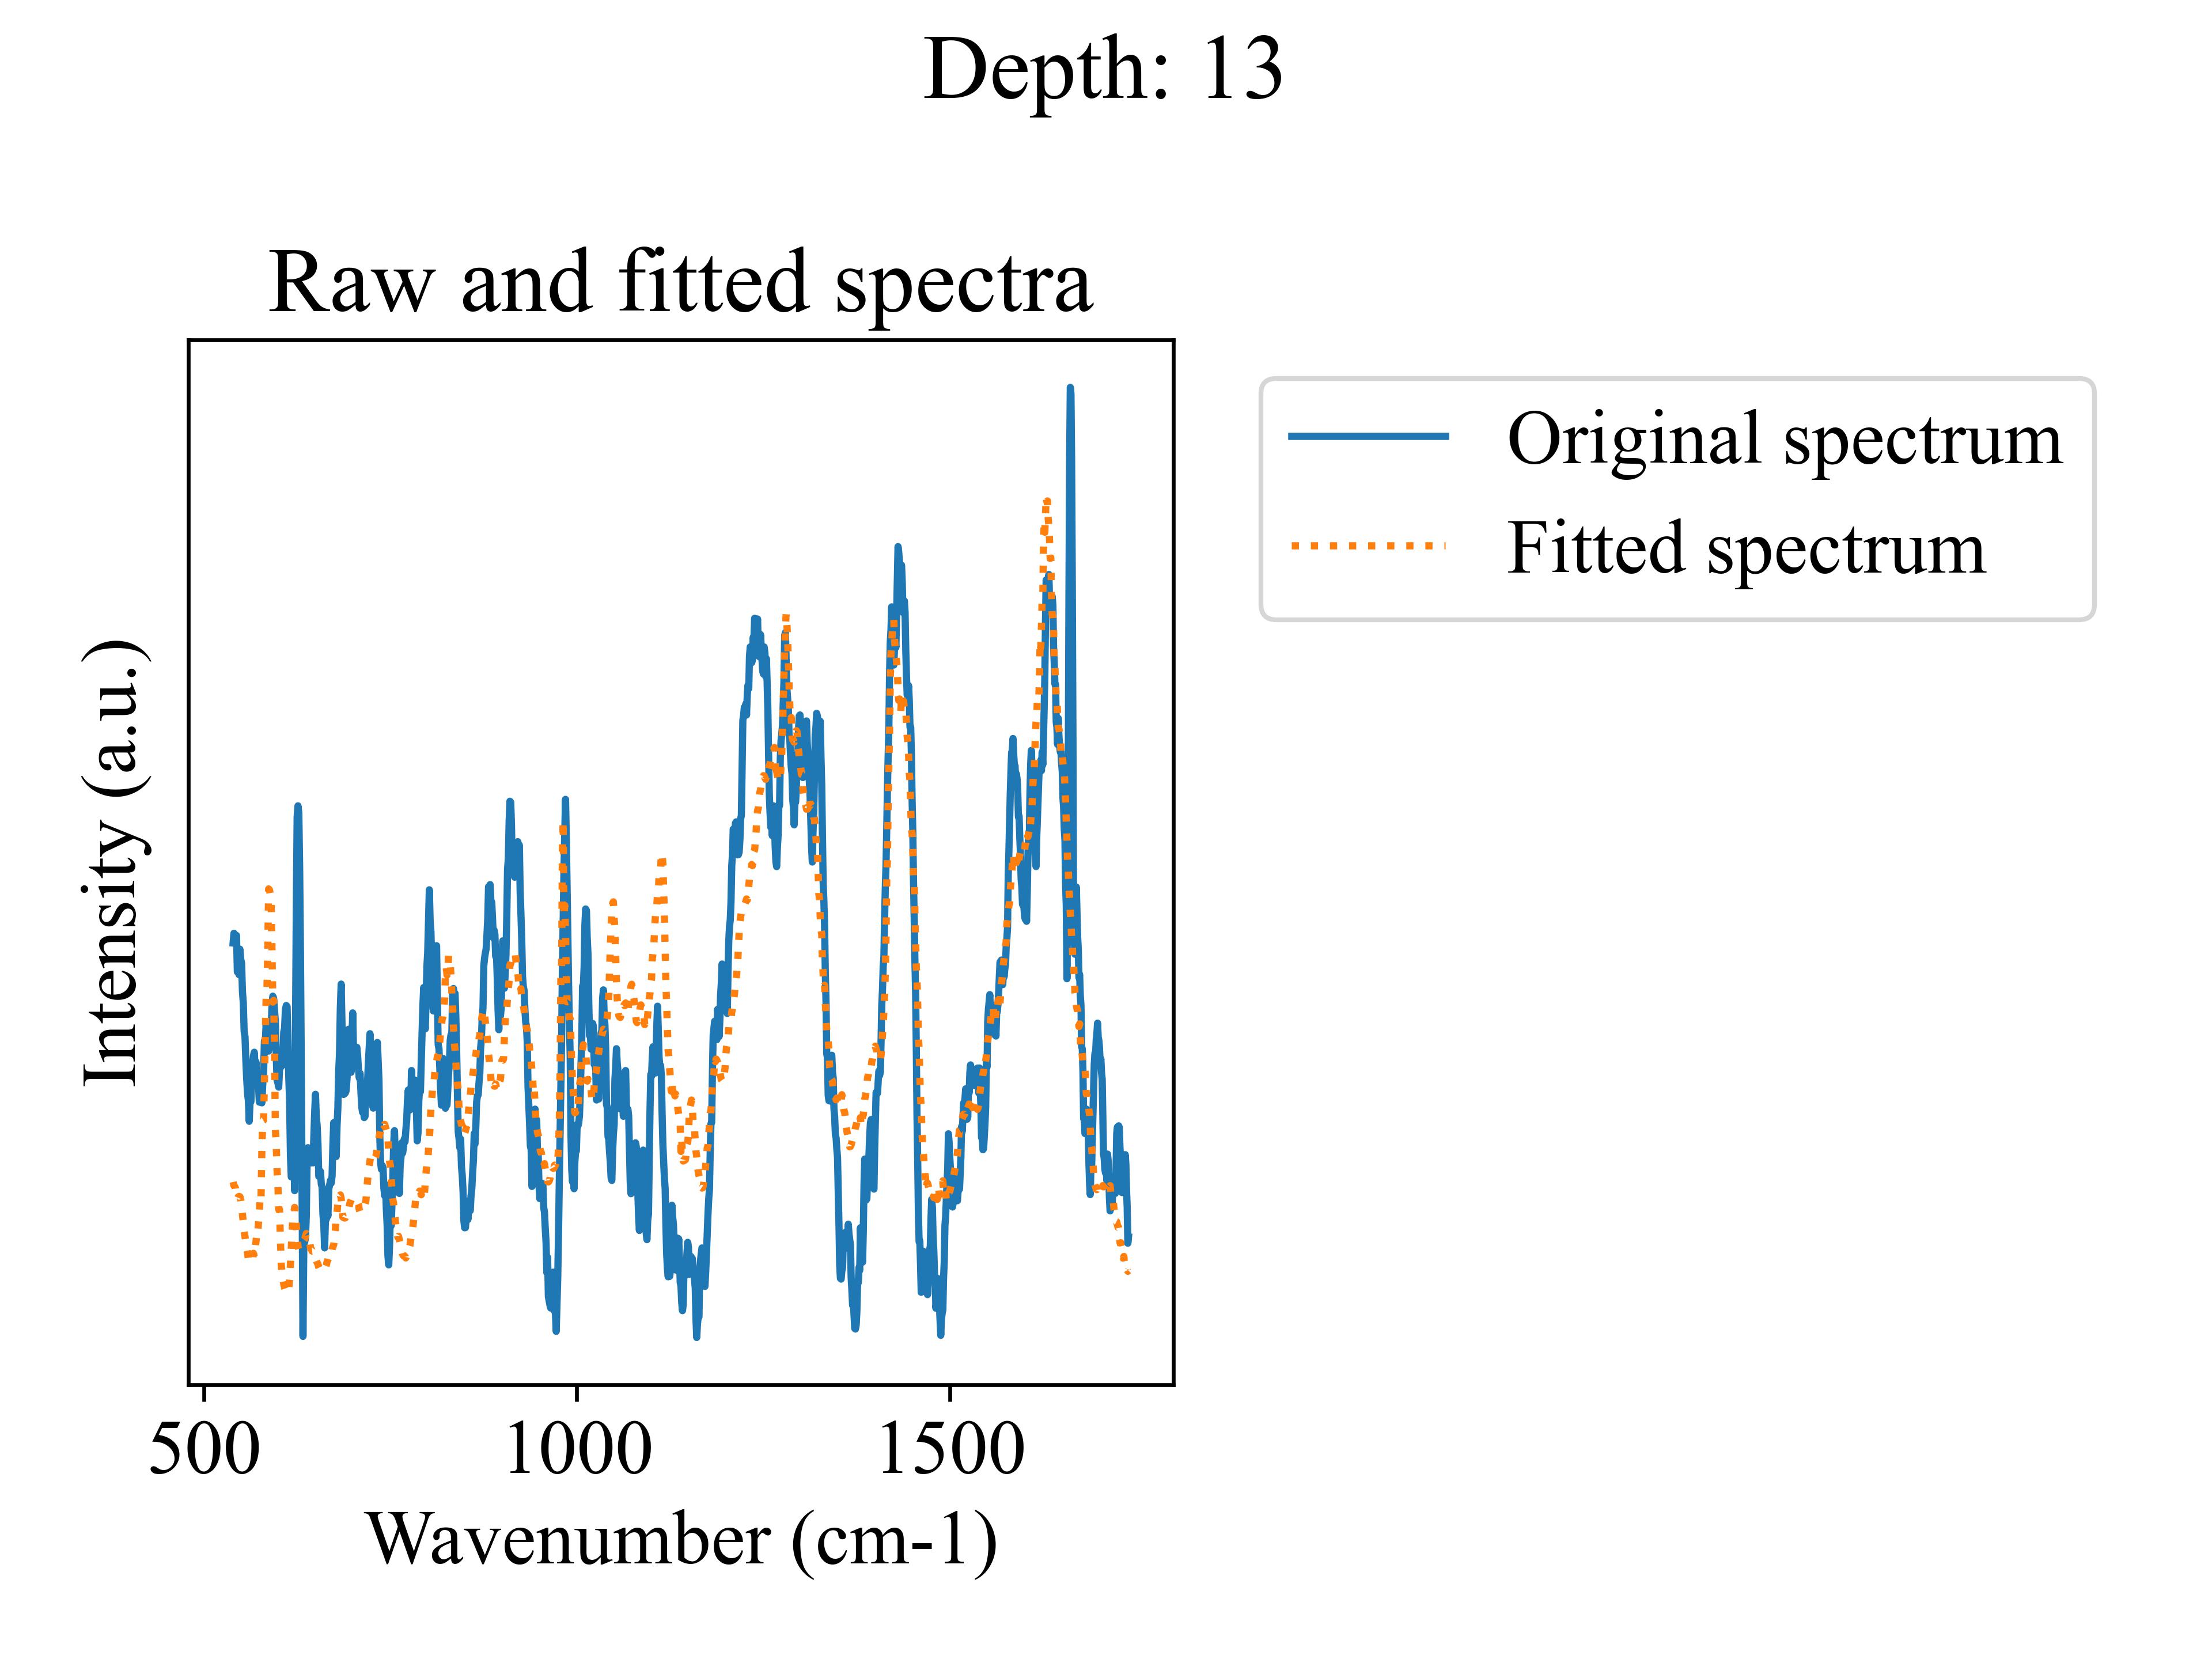 Depth: 13
Raw and fitted spectra
Original spectrum
Fitted spectrum
Intensity (a.u.)
500 1000 1500
Wavenumber (cm-1)